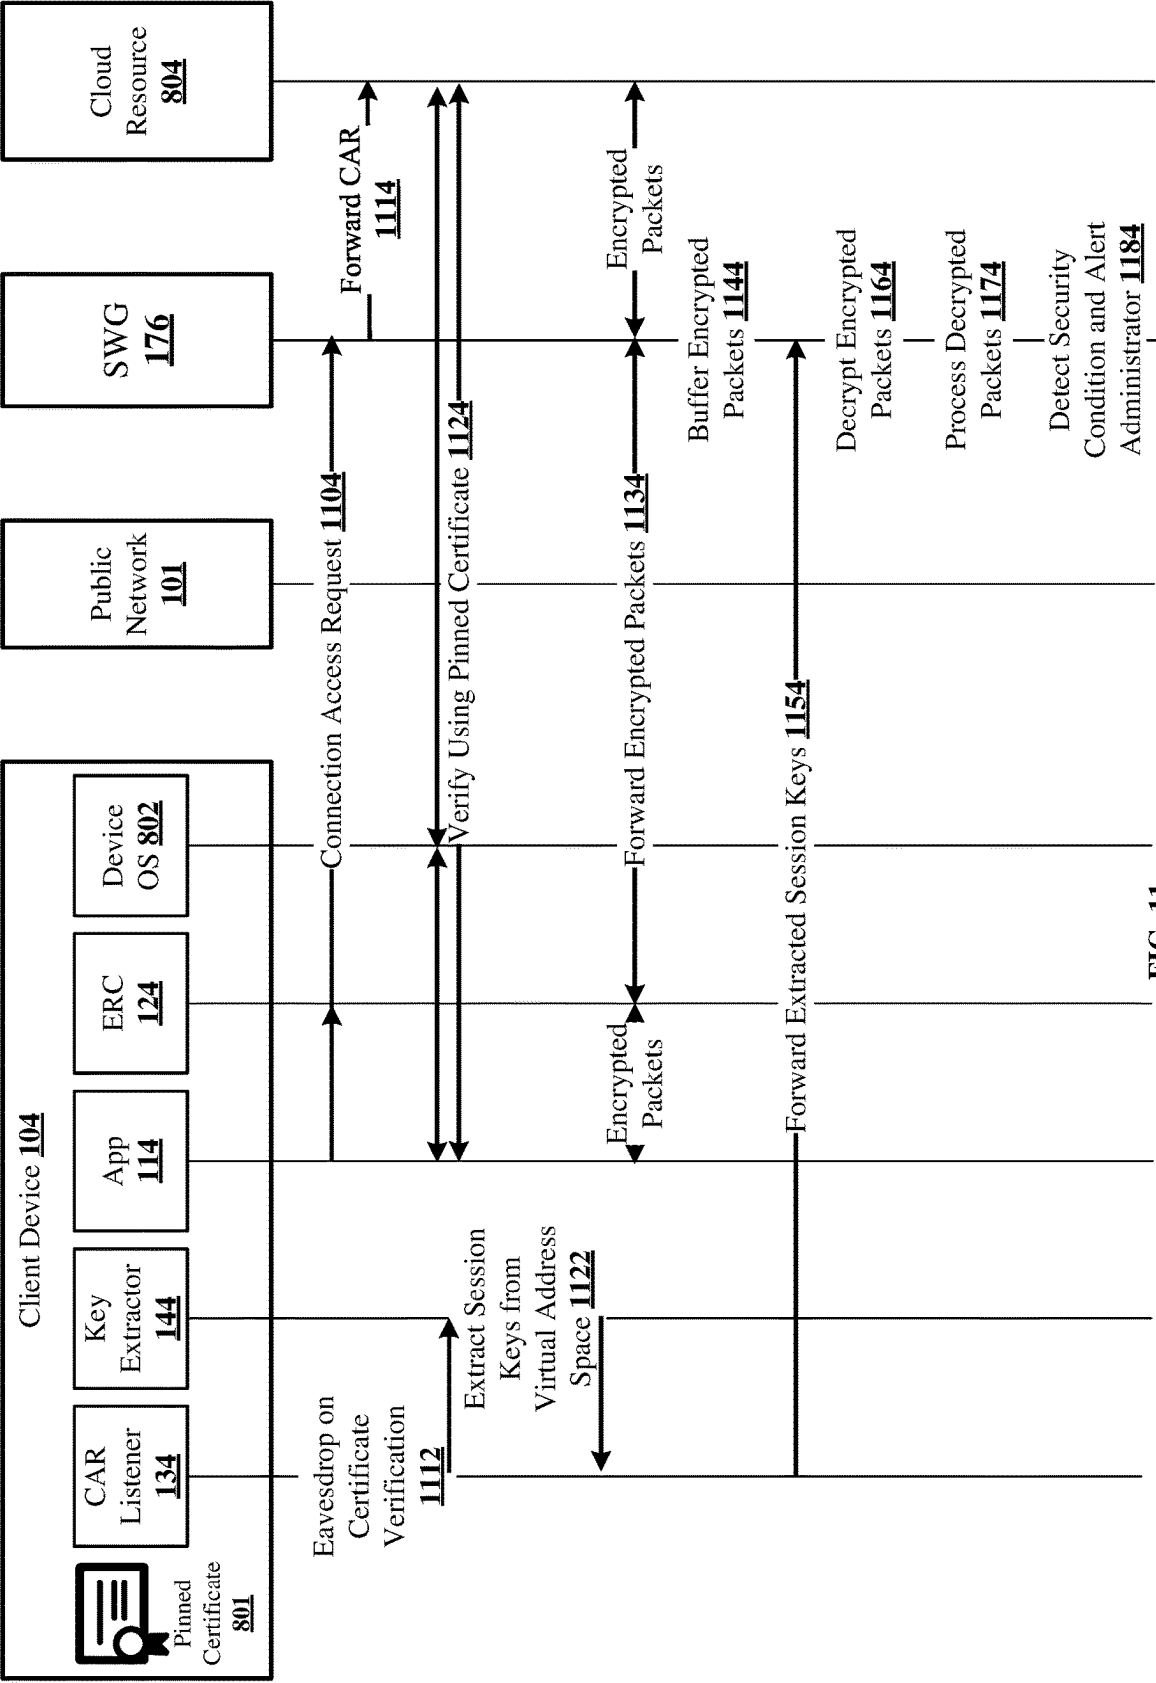 Client Device 104
Pinned
Certificate
801
CAR
Listener
134
Key
Extractor
144
App
114
ERC
124
Device
OS 802
Public
Network
101
SWG
176
Cloud
Resource
804
Connection Access Request 1104
Forward CAR
1114
Eavesdrop on
Certificate
Verification
1112
Verify Using Pinned Certificate 1124
Extract Session
Keys from
Virtual Address
Space 1122
Encrypted
Packets
Forward Encrypted Packets 1134
Encrypted
Packets
Buffer Encrypted
Packets 1144
Forward Extracted Session Keys 1154
Decrypt Encrypted
Packets 1164
Process Decrypted
Packets 1174
Detect Security
Condition and Alert
Administrator 1184
FIG. 11